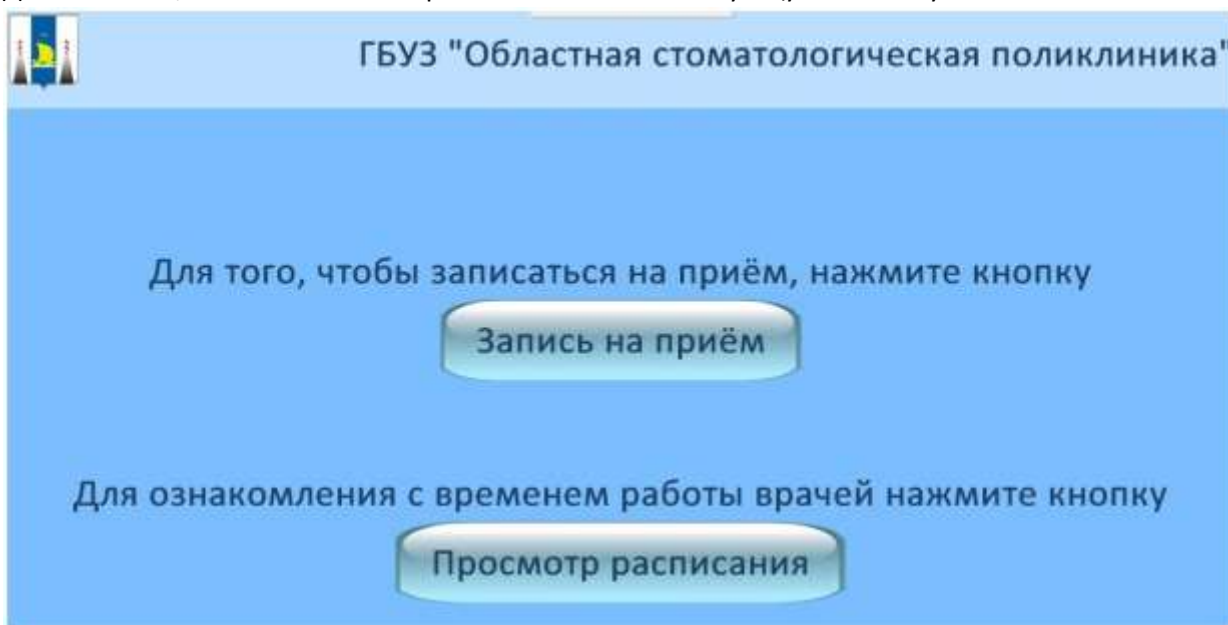 ГБУЗ "Областная стоматологическая поликлиника"
Для того, чтобы записаться на приём, нажмите кнопку
Запись на приём
Для ознакомления с временем работы врачей нажмите кнопку
Просмотр расписания